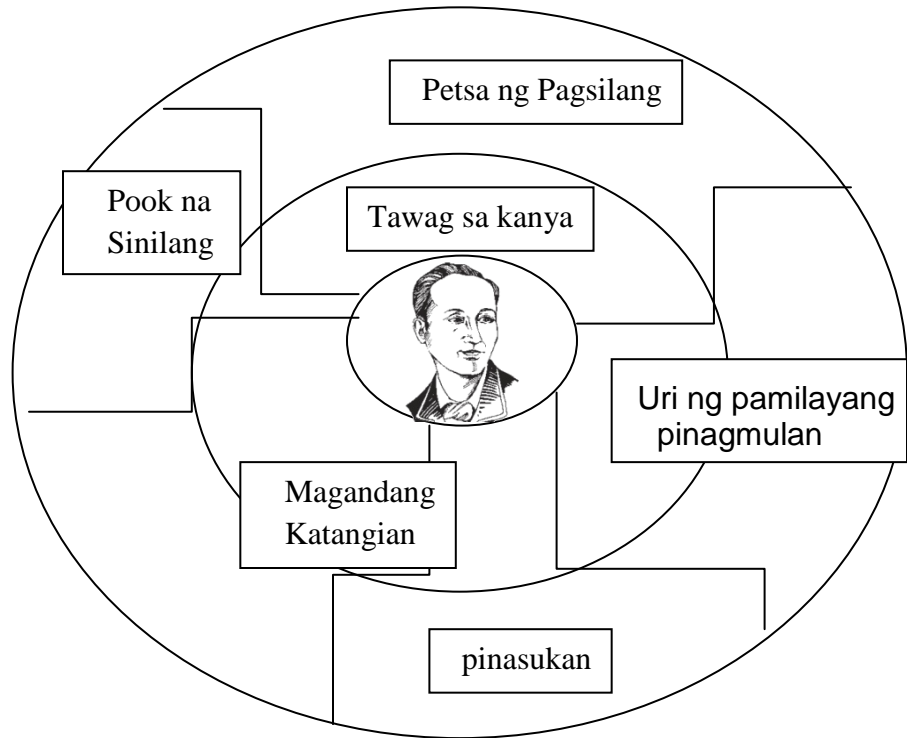 Petsa ng Pagsilang
Pook na
Sinilang
Tawag sa kanya
Uri ng pamilayang
pinagmulan
Magandang
Katangian
pinasukan